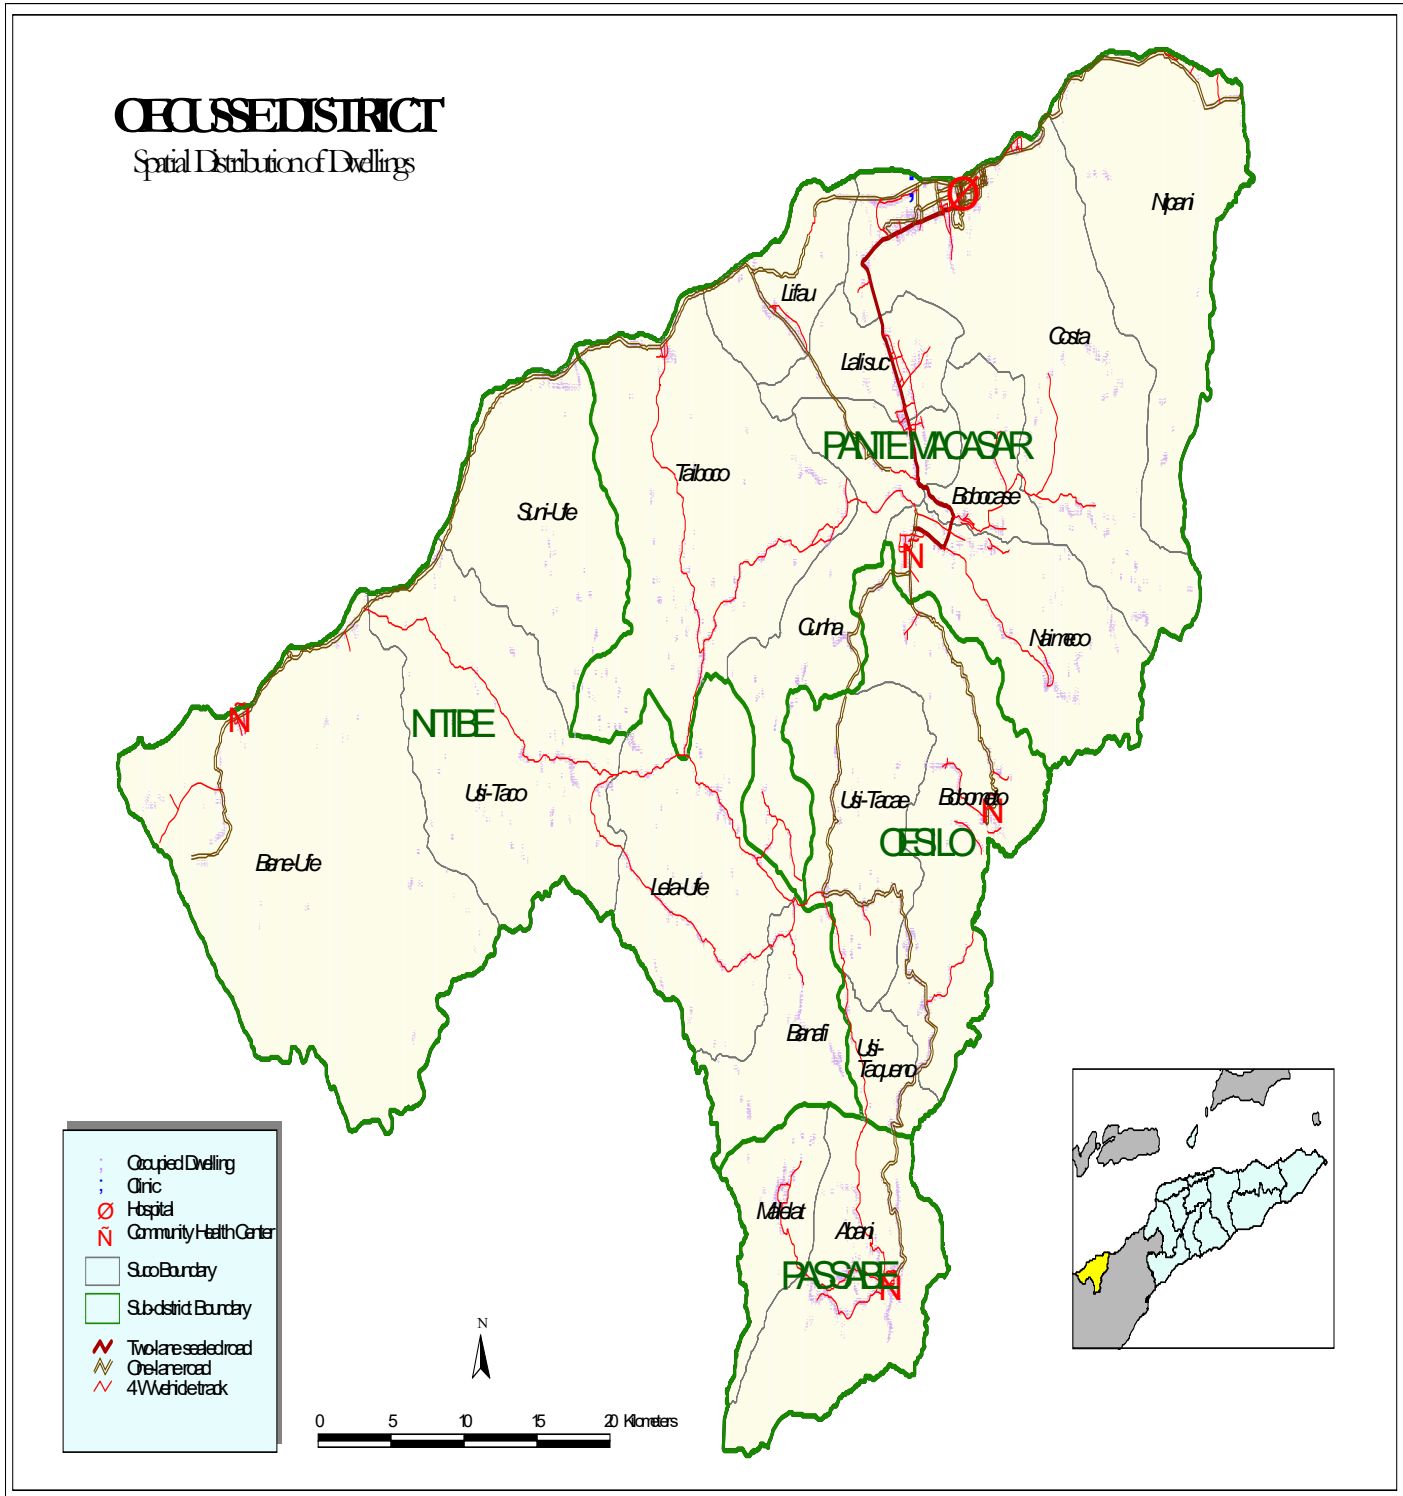 OECUSSE DISTRICT
Spatial Distribution of Dwellings
Nipani
Lifau
Costa
Lalisuc
PANTE MACASAR
Taiboco
Bobocase
Suni-Ufe
Cunha
Naimeco
Ñ
Ñ
NITIBE
Usi-Taco
Usi-Tacae
Bobometo
Ñ
OESILO
Bene-Ufe
Lela-Ufe
Banafi
Usi-
Taqueno
Malelat
Abani
PASSABE
Ñ
; Occupied Dwelling
; Clinic
Ø Hospital
Ñ Community Health Center
Suco Boundary
Sub-district Boundary
Two-lane sealed road
One-lane road
4 W vehicle track
N
0 5 10 15 20 Kilometers